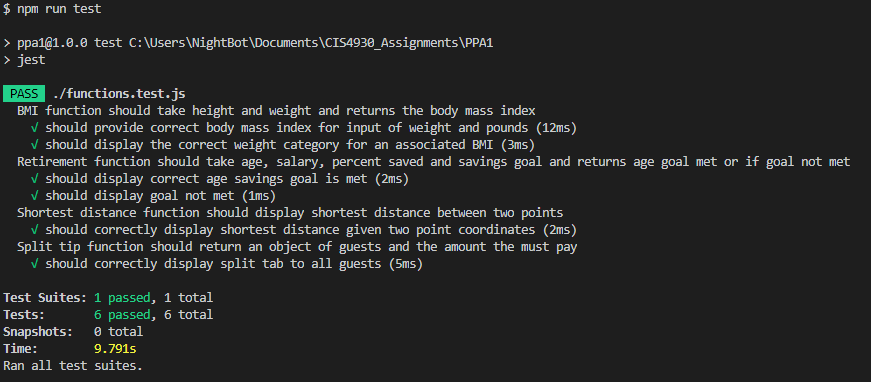 $ npm run test
> ppa1@1.0.0 test C:\Users\NightBot\Documents\CIS4930_Assignments\PPA1
> jest
PASS ./functions.test.js
BMI function should take height and weight and returns the body mass index
√ should provide correct body mass index for input of weight and pounds (12ms)
√ should display the correct weight category for an associated BMI (3ms)
Retirement function should take age, salary, percent saved and savings goal and returns age goal met or if goal not met
√ should display correct age savings goal is met (2ms)
√ should display goal not met (1ms)
Shortest distance function should display shortest distance between two points
√ should correctly display shortest distance given two point coordinates (2ms)
Split tip function should return an object of guests and the amount the must pay
√ should correctly display split tab to all guests (5ms)
Test Suites: 1 passed, 1 total
Tests: 6 passed, 6 total
Snapshots: 0 total
Time: 9.791s
Ran all test suites.